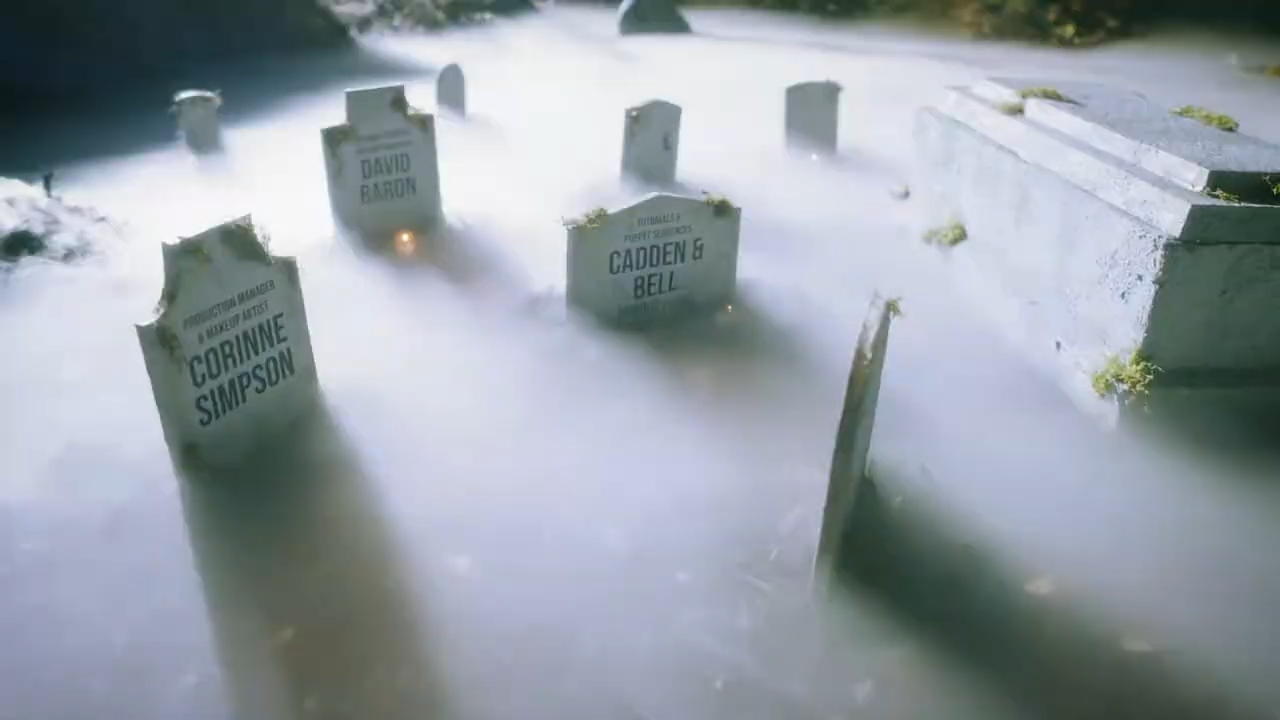 DAVID
BARON
TUTORIALS &
PUPPET SEQUENCES
CADDEN &
BELL
PRODUCTION MANAGER
& MAKEUP ARTIST
CORINNE
SIMPSON